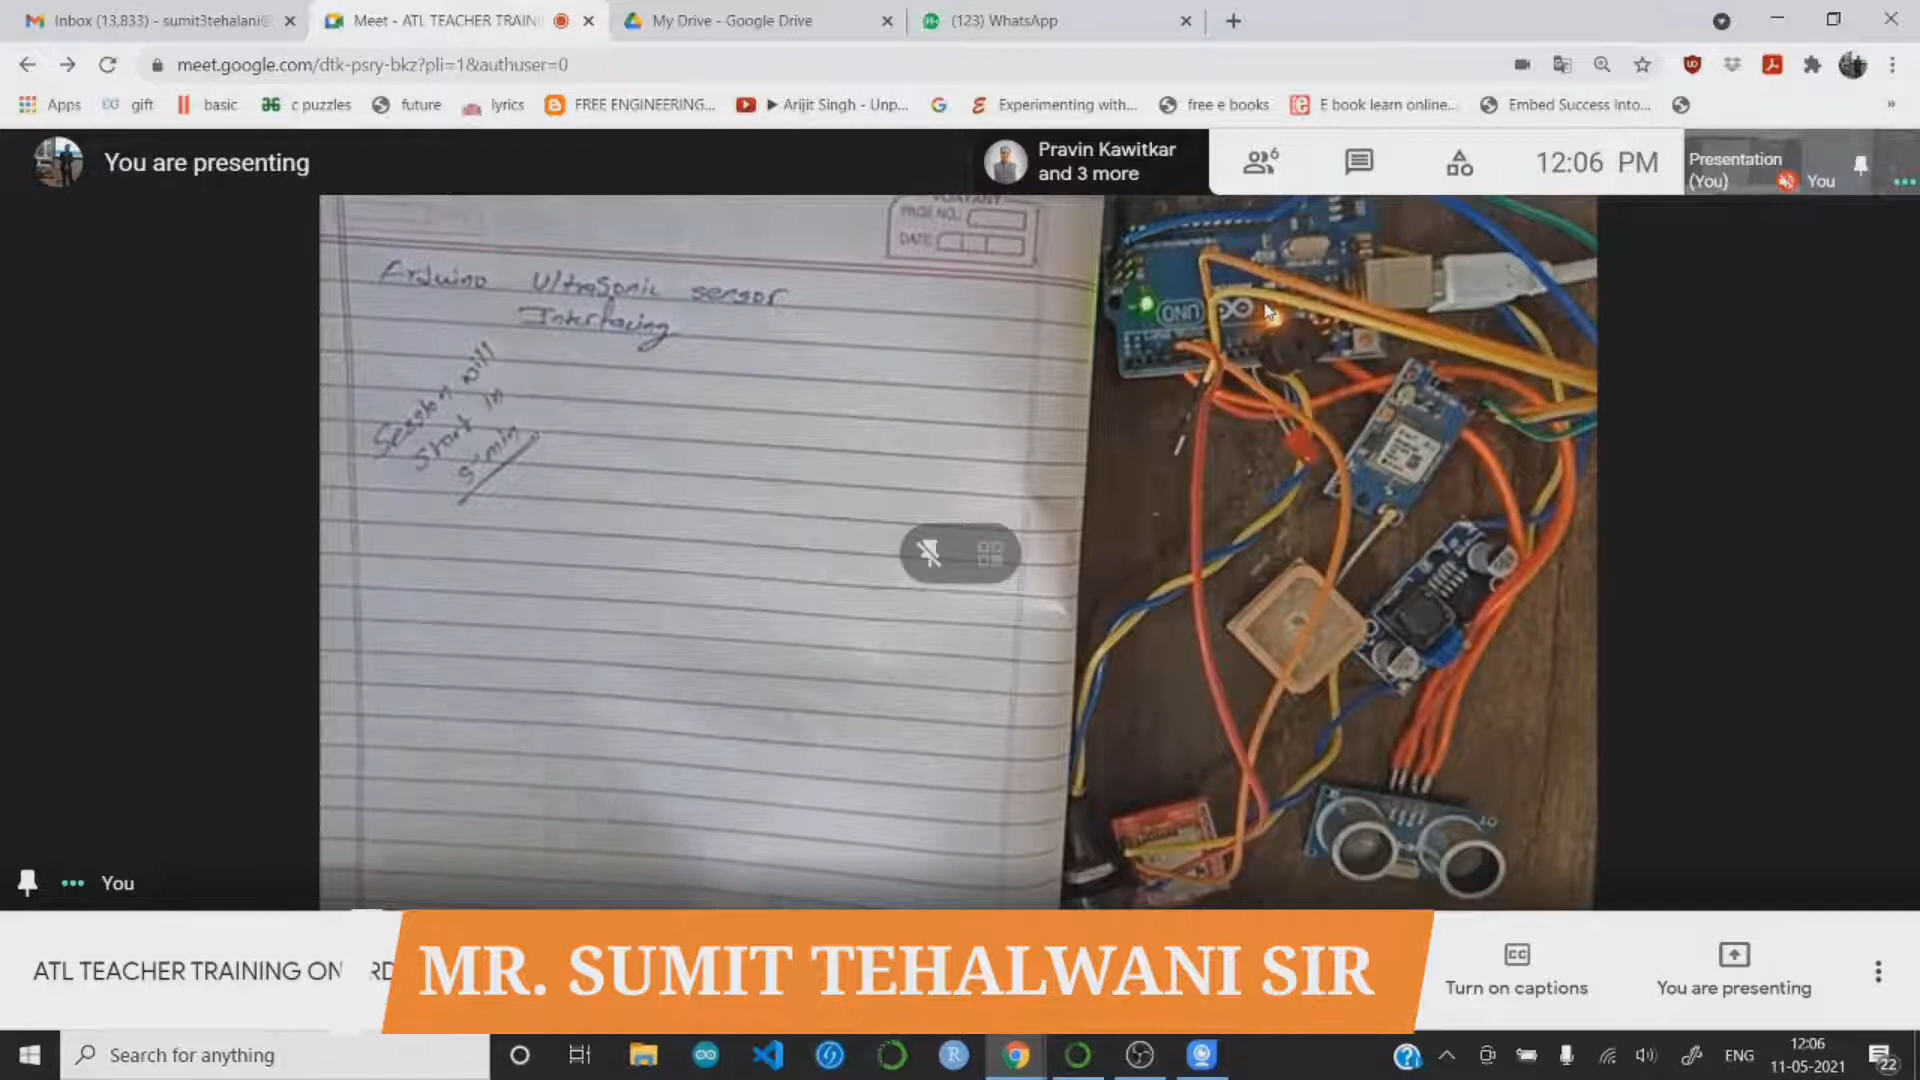 Inbox (13,833) - sumit3tehalani@
Meet - ATL TEACHER TRAINI
My Drive - Google Drive
(123) WhatsApp
meet.google.com/dtk-psry-bkz?pli=1&authuser=0
Apps
gift
basic
c puzzles
future
lyrics
FREE ENGINEERING...
Arijit Singh - Unp...
Experimenting with...
free e books
E book learn online...
Embed Success Into...
You are presenting
Pravin Kawitkar
and 3 more
6
12:06 PM
Presentation
(You)
You
PAGE NO.:
DATE:
Arduino Ultrasonic sensor
Interfacing
Session will
start in
5 min
UNO
You
ATL TEACHER TRAINING ON
RD
MR. SUMIT TEHALWANI SIR
CC
Turn on captions
You are presenting
Search for anything
R
ENG
12:06
11-05-2021
22